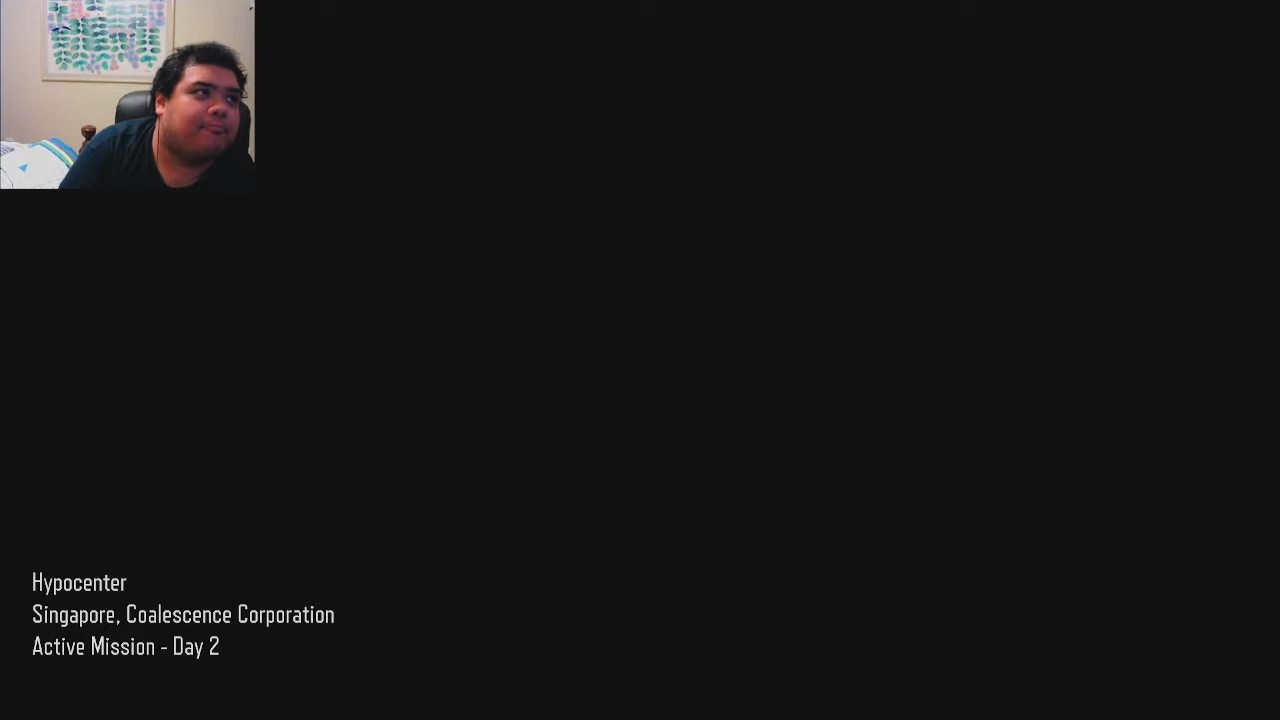 Hypocenter
Singapore, Coalescence Corporation
Active Mission - Day 2